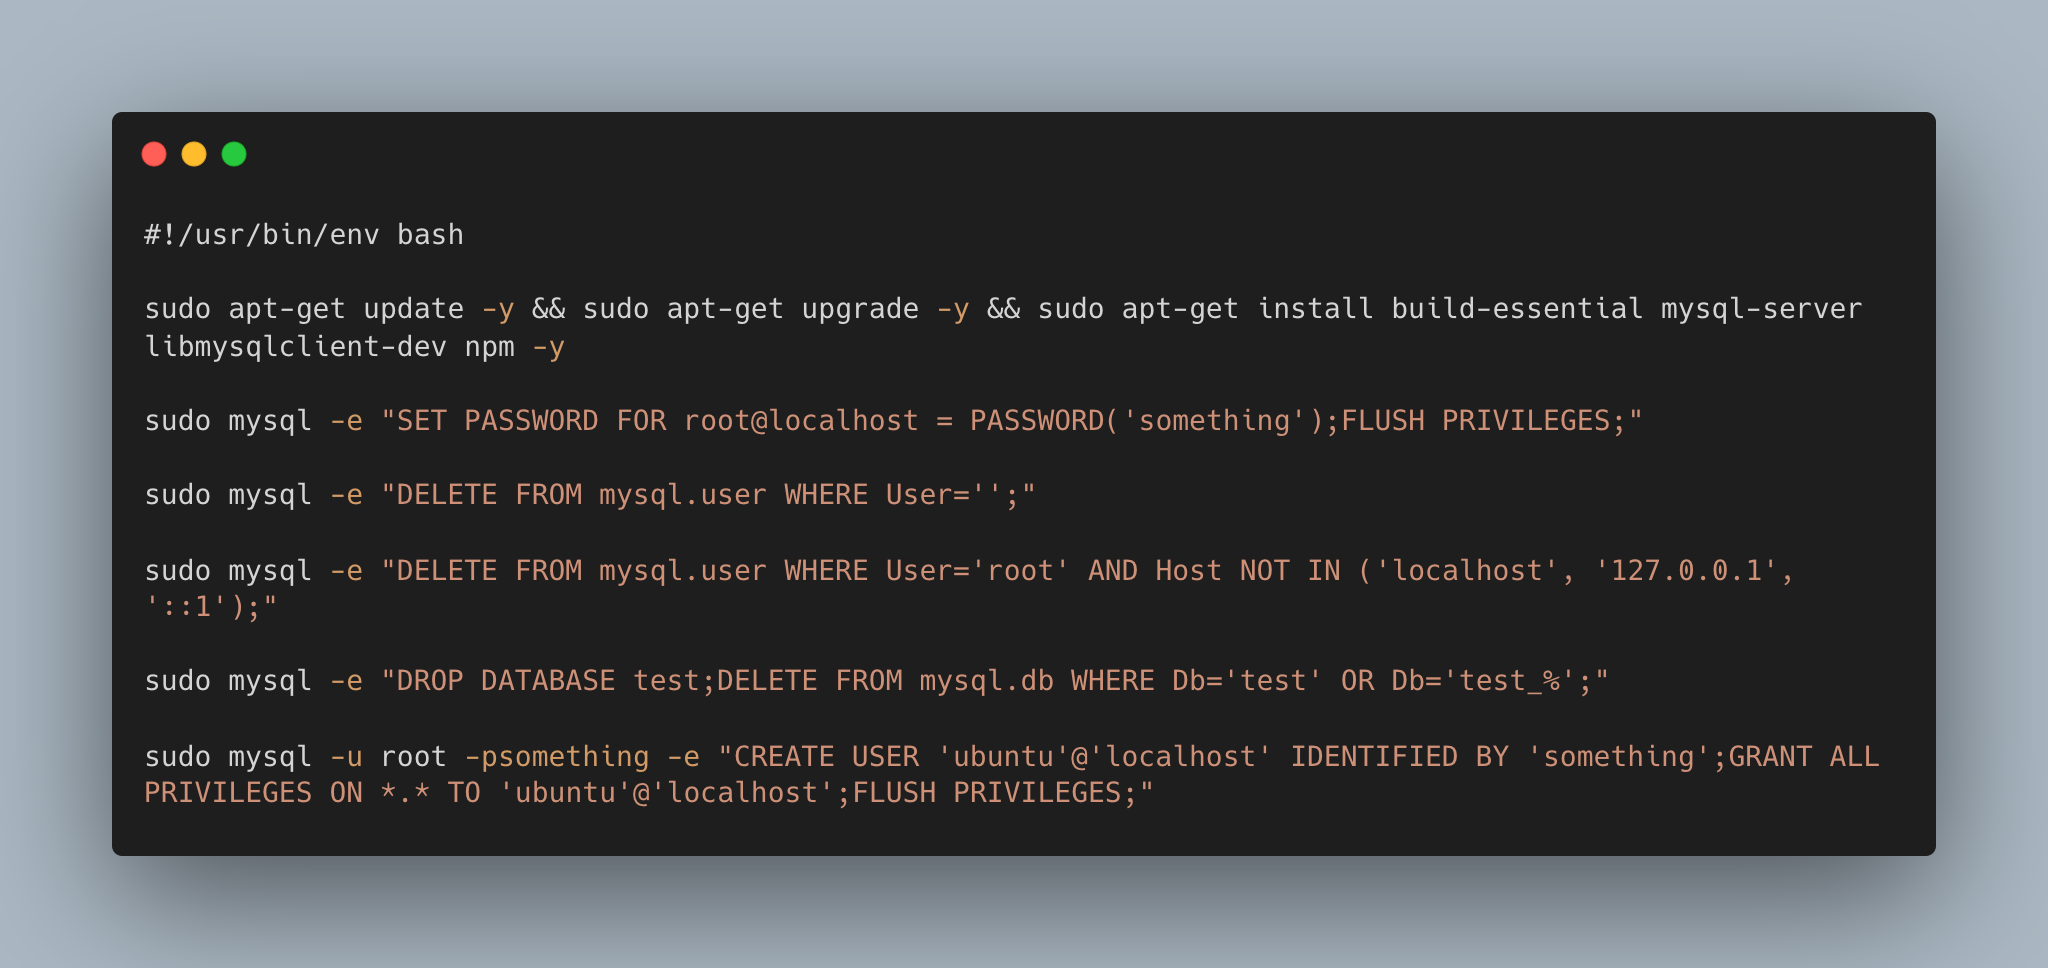 #!/usr/bin/env bash
sudo apt-get update -y && sudo apt-get upgrade -y && sudo apt-get install build-essential mysql-server
libmysqlclient-dev npm -y
sudo mysql -e "SET PASSWORD FOR root@localhost = PASSWORD('something');FLUSH PRIVILEGES;"
sudo mysql -e "DELETE FROM mysql.user WHERE User='';"
sudo mysql -e "DELETE FROM mysql.user WHERE User='root' AND Host NOT IN ('localhost', '127.0.0.1',
'::1');"
sudo mysql -e "DROP DATABASE test;DELETE FROM mysql.db WHERE Db='test' OR Db='test_%';"
sudo mysql -u root -psomething -e "CREATE USER 'ubuntu'@'localhost' IDENTIFIED BY 'something';GRANT ALL
PRIVILEGES ON *.* TO 'ubuntu'@'localhost';FLUSH PRIVILEGES;"